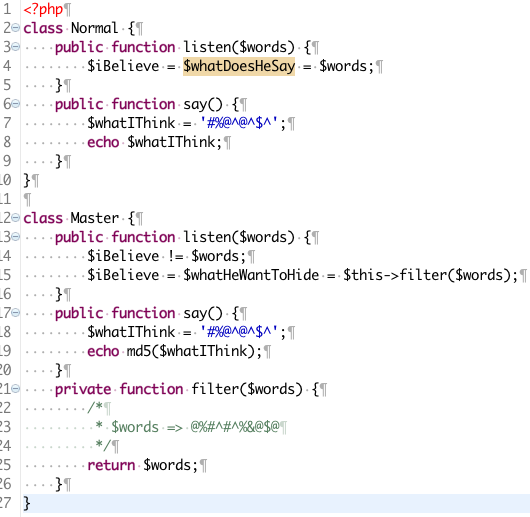 1 <?php¶
2 class Normal {¶
3 public function listen($words) {¶
4 $iBelieve = $whatDoesHeSay = $words;¶
5 }¶
6 public function say() {¶
7 $whatIThink = '#%@^@^$^';¶
8 echo $whatIThink;¶
9 }¶
10 }¶
11 ¶
12 class Master {¶
13 public function listen($words) {¶
14 $iBelieve != $words;¶
15 $iBelieve = $whatHeWantToHide = $this->filter($words);¶
16 }¶
17 public function say() {¶
18 $whatIThink = '#%@^@^$^';¶
19 echo md5($whatIThink);¶
20 }¶
21 private function filter($words) {¶
22 /*¶
23 * $words => @%#^#^%&@$@¶
24 */¶
25 return $words;¶
26 }¶
27 }